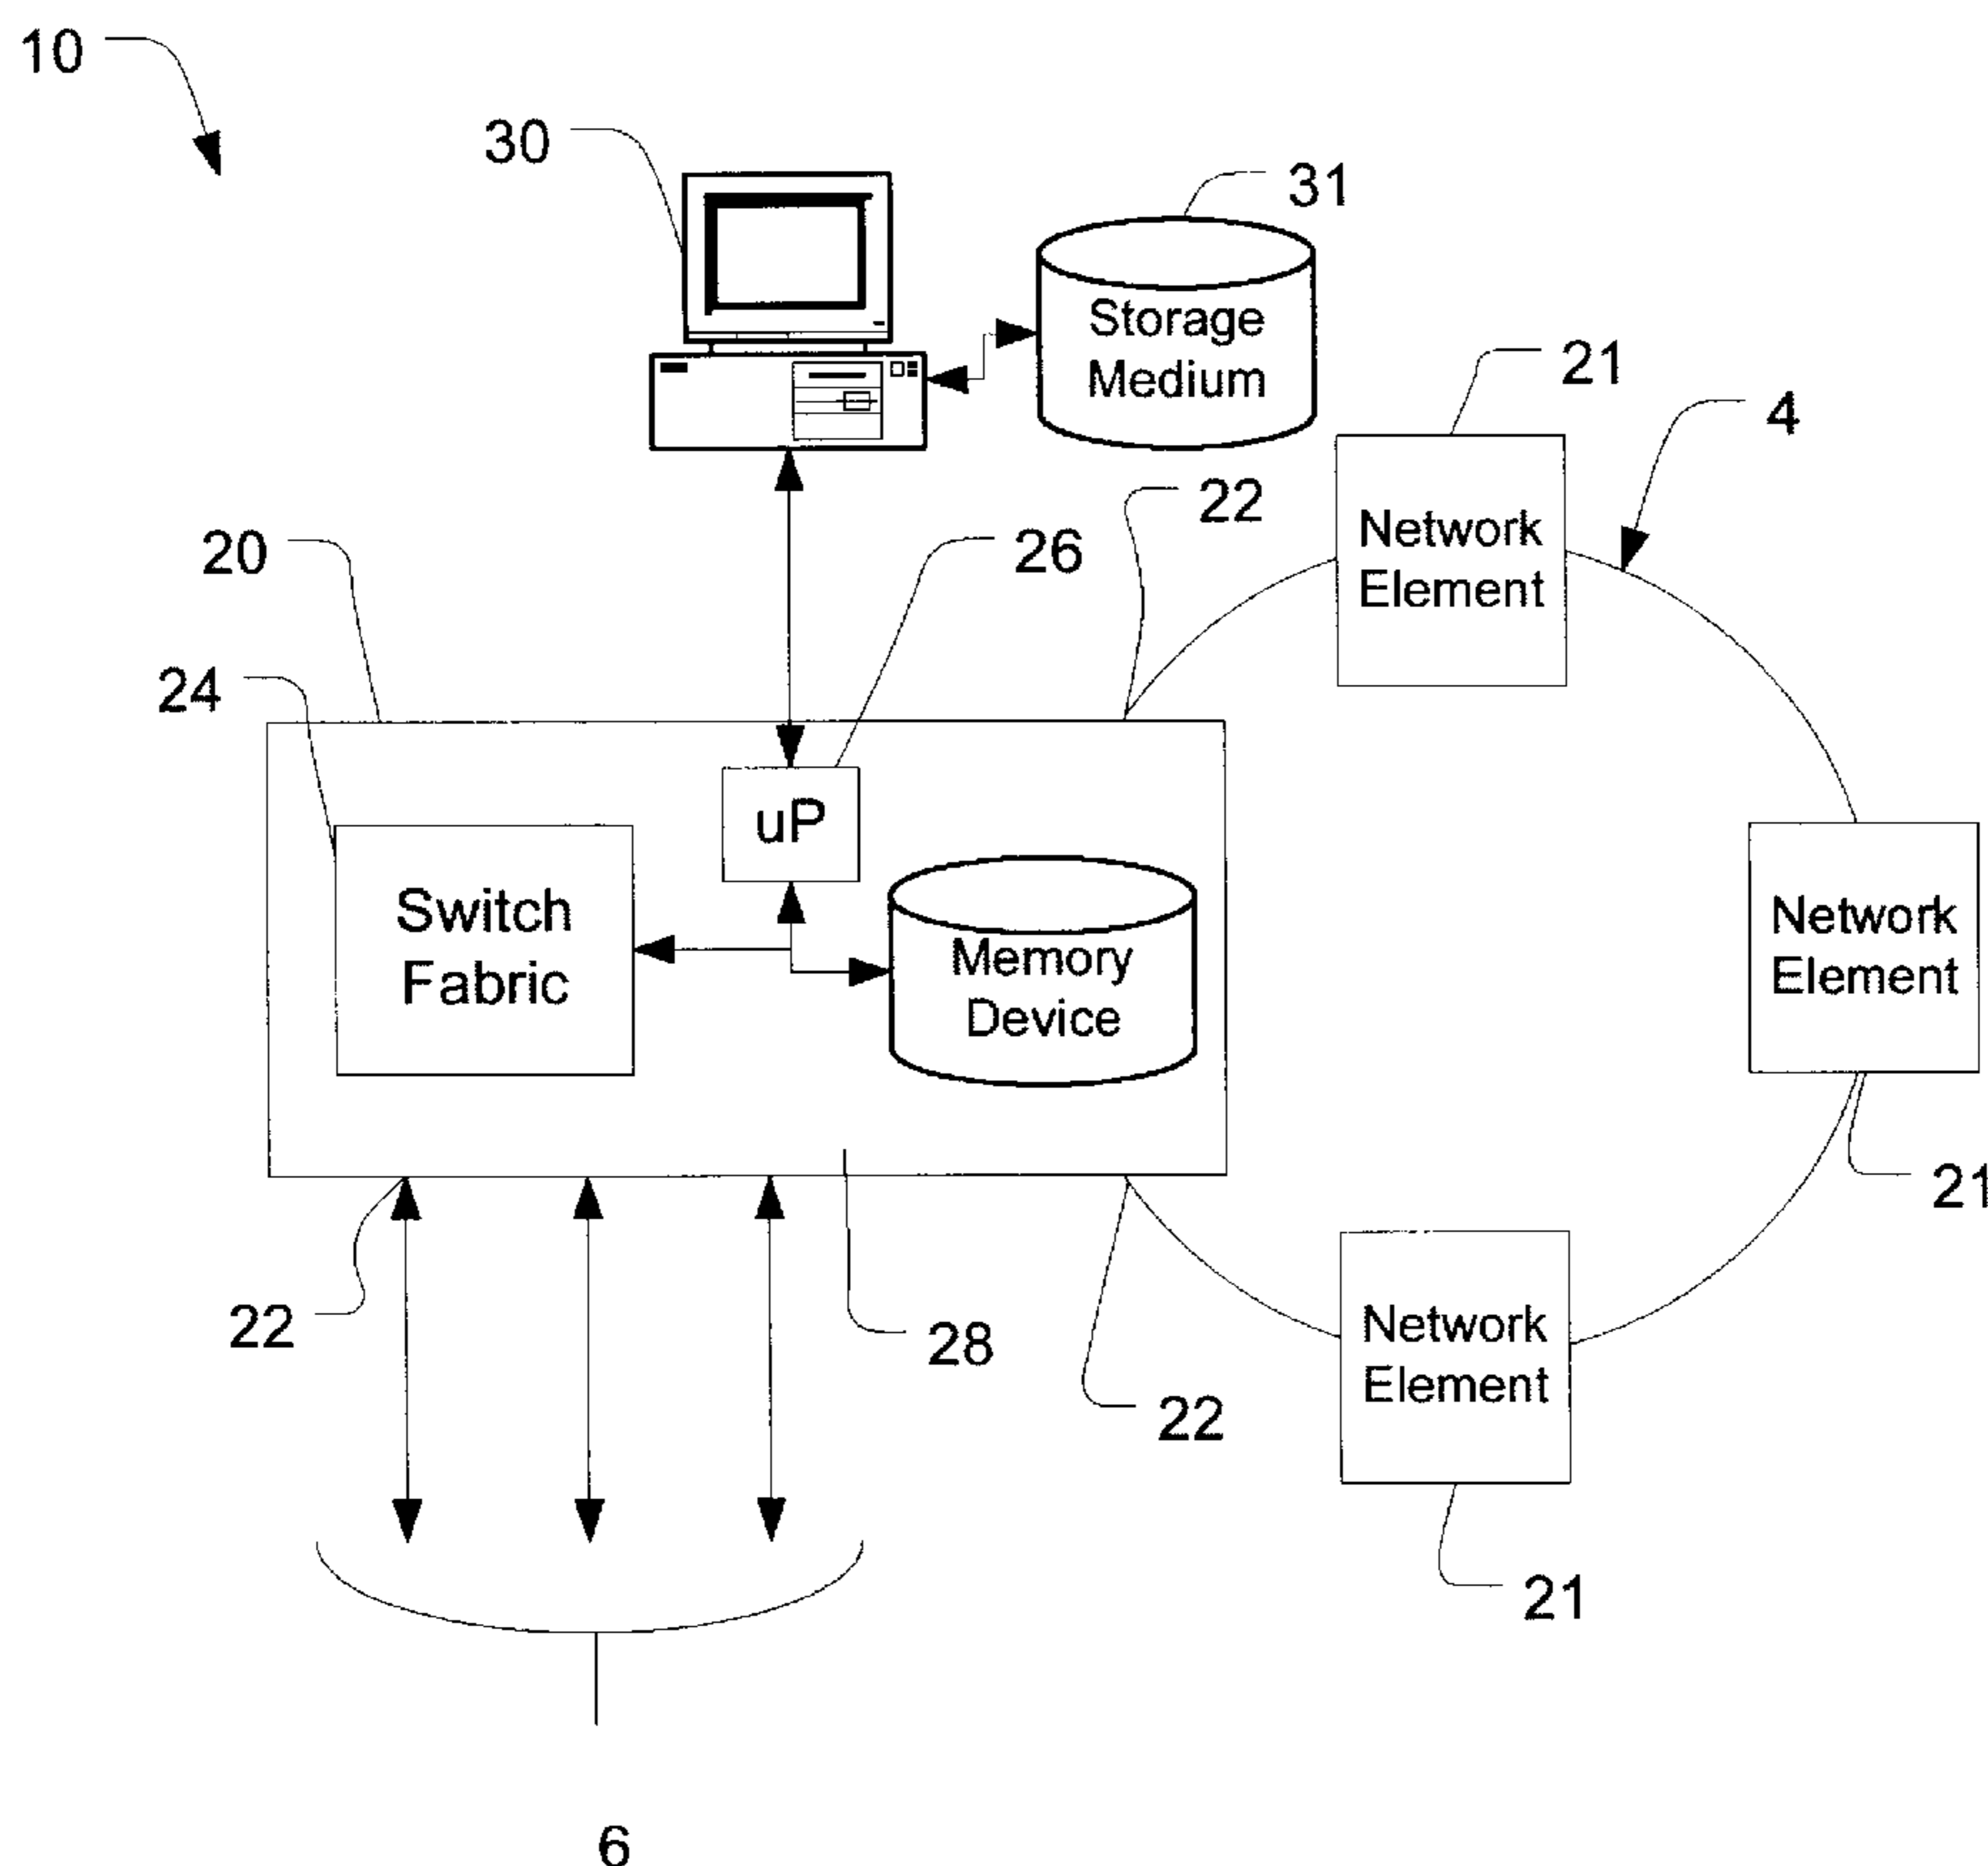 10
30
31
Storage
Medium
21
4
22
Network
Element
20
26
24
uP
Switch
Fabric
Memory
Device
Network
Element
21
22
28
22
Network
Element
21
6